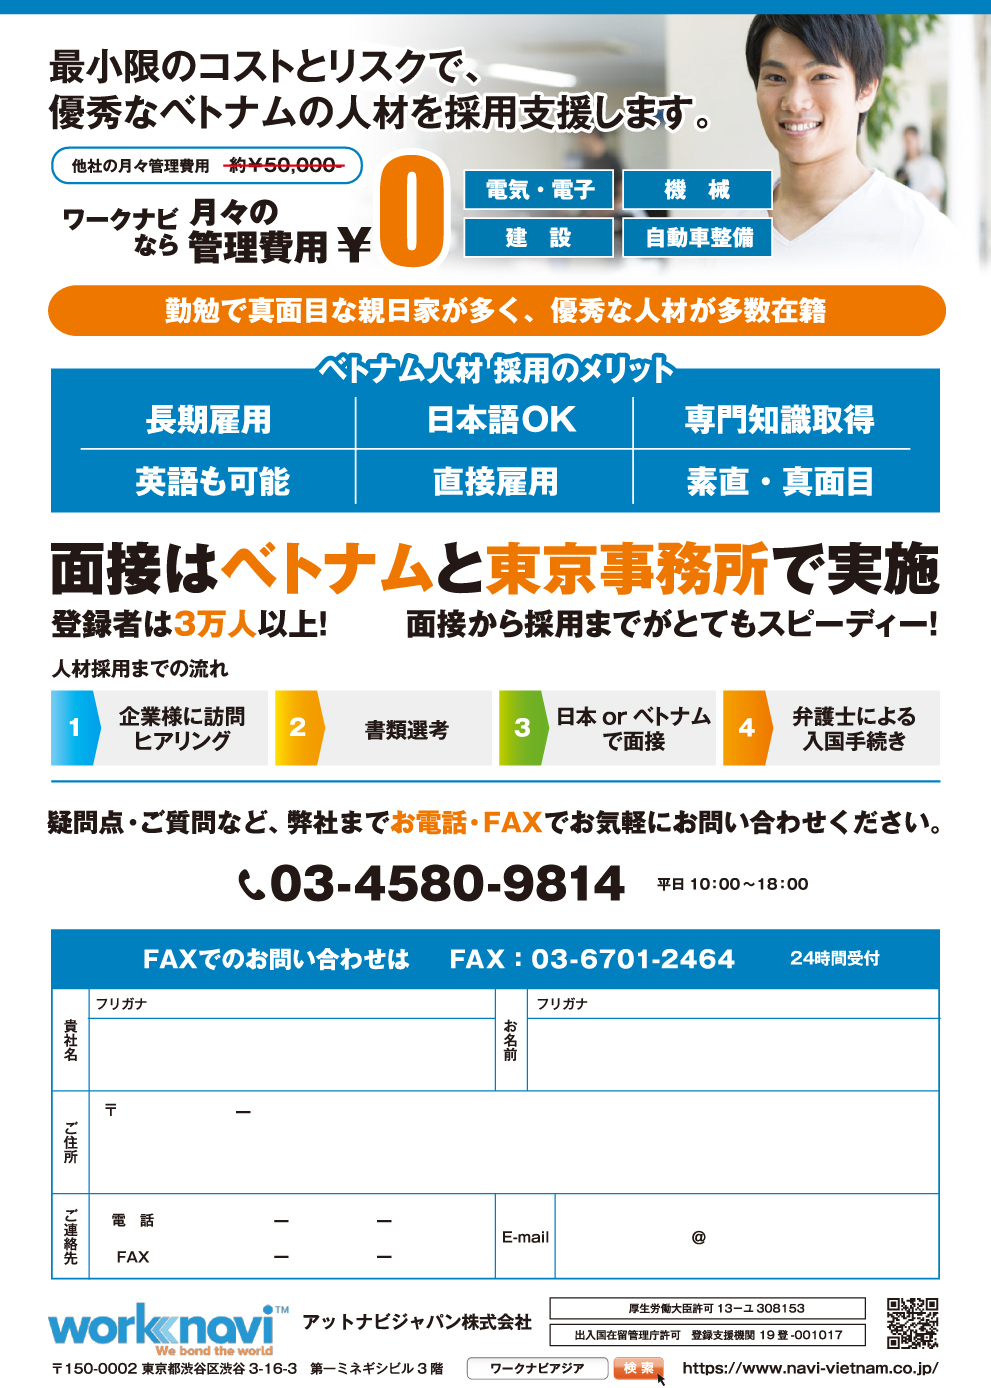 最小限のコストとリスクで、
優秀なベトナムの人材を採用支援します。
他社の月々管理費用 約¥50,000-
ワークナビなら 月々の管理費用 ¥0
電気・電子
機 械
建 設
自動車整備
勤勉で真面目な親日家が多く、優秀な人材が多数在籍
ベトナム人材 採用のメリット
長期雇用 日本語OK 専門知識取得
英語も可能 直接雇用 素直・真面目
面接はベトナムと東京事務所で実施
登録者は3万人以上! 面接から採用までがとてもスピーディー!
人材採用までの流れ
1 企業様に訪問
ヒアリング
2 書類選考
3 日本 or ベトナム
で面接
4 弁護士による
入国手続き
疑問点・ご質問など、弊社までお電話・FAXでお気軽にお問い合わせください。
03-4580-9814 平日 10:00~18:00
FAXでのお問い合わせは FAX:03-6701-2464 24時間受付
貴社名 フリガナ
お名前 フリガナ
ご住所 〒 ー
ご連絡先
電 話 ー ー
FAX ー ー
E-mail @
worknavi™
We bond the world
アットナビジャパン株式会社
厚生労働大臣許可 13ーユ 308153
出入国在留管理庁許可 登録支援機関 19 登 -001017
〒150-0002 東京都渋谷区渋谷 3-16-3 第一ミネギシビル 3 階
ワークナビアジア 検 索
https://www.navi-vietnam.co.jp/